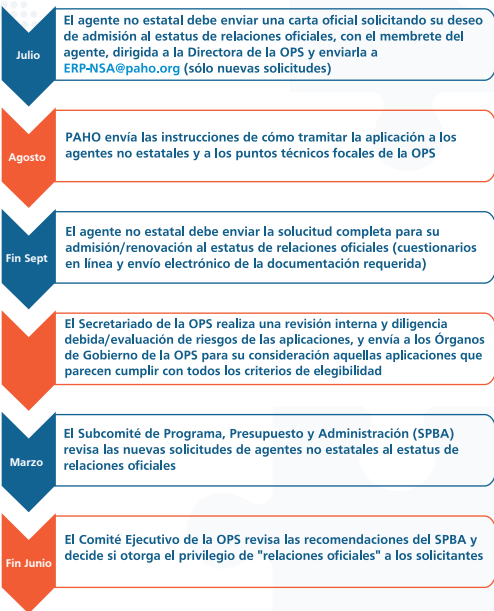 Julio
El agente no estatal debe enviar una carta oficial solicitando su deseo
de admisión al estatus de relaciones oficiales, con el membrete del
agente, dirigida a la Directora de la OPS y enviarla a
ERP-NSA@paho.org (sólo nuevas solicitudes)
Agosto
PAHO envía las instrucciones de cómo tramitar la aplicación a los
agentes no estatales y a los puntos técnicos focales de la OPS
Fin Sept
El agente no estatal debe enviar la solucitud completa para su
admisión/renovación al estatus de relaciones oficiales (cuestionarios
en línea y envío electrónico de la documentación requerida)
El Secretariado de la OPS realiza una revisión interna y diligencia
debida/evaluación de riesgos de las aplicaciones, y envía a los Órganos
de Gobierno de la OPS para su consideración aquellas aplicaciones que
parecen cumplir con todos los criterios de elegibilidad
Marzo
El Subcomité de Programa, Presupuesto y Administración (SPBA)
revisa las nuevas solicitudes de agentes no estatales al estatus de
relaciones oficiales
Fin Junio
El Comité Ejecutivo de la OPS revisa las recomendaciones del SPBA y
decide si otorga el privilegio de "relaciones oficiales" a los solicitantes